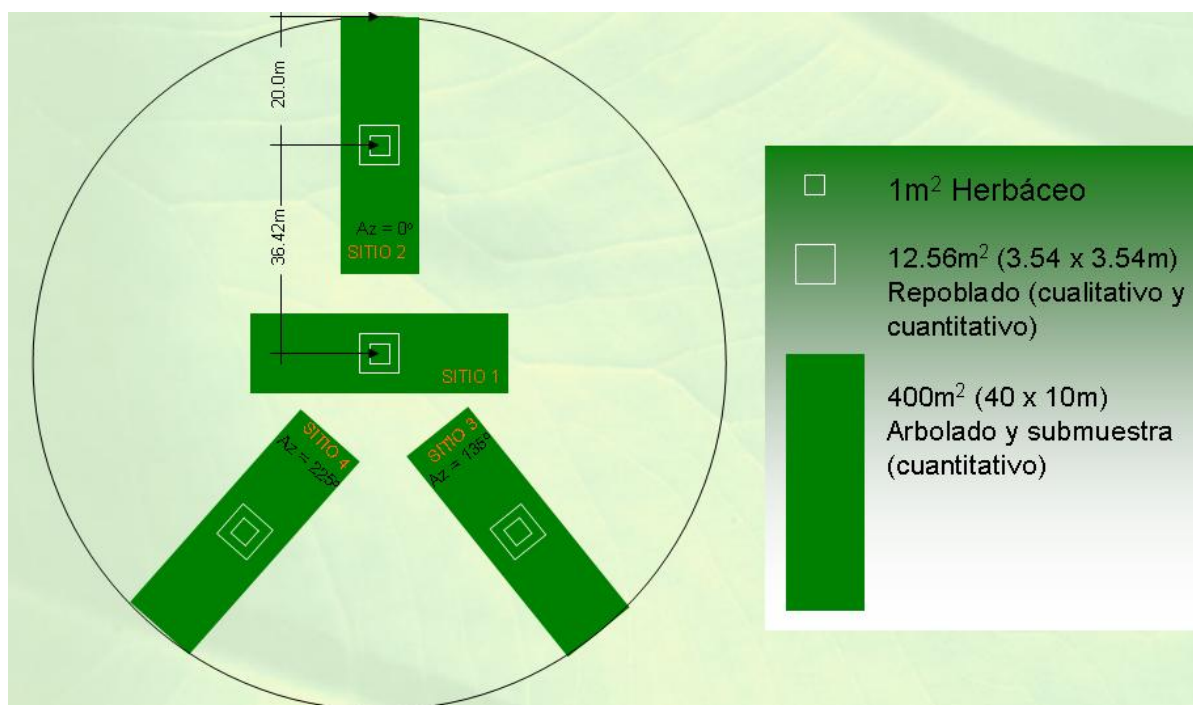 20.0m
36.42m
Az = 0º
SITIO 2
SITIO 1
SITIO 4
Az = 225º
SITIO 3
Az = 135º
1m² Herbáceo
12.56m² (3.54 x 3.54m)
Repoblado (cualitativo y
cuantitativo)
400m² (40 x 10m)
Arbolado y submuestra
(cuantitativo)